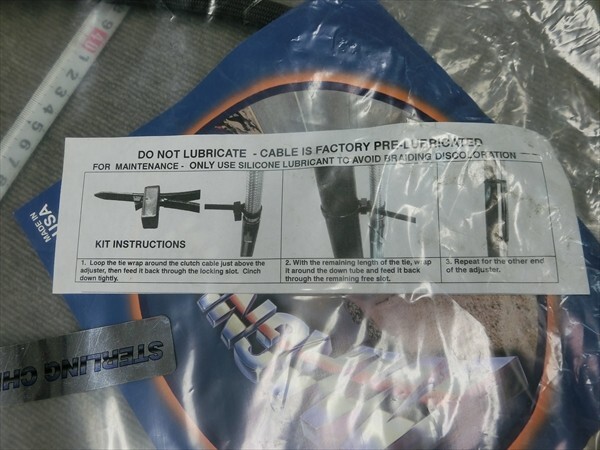 DO NOT LUBRICATE - CABLE IS FACTORY PRE-LUBRICATED
FOR MAINTENANCE - ONLY USE SILICONE LUBRICANT TO AVOID BRAIDING DISCOLORATION
KIT INSTRUCTIONS
1. Loop the tie wrap around the clutch cable just above the
adjuster, then feed it back through the locking slot. Cinch
down tightly.
2. With the remaining length of the tie, wrap
it around the down tube and feed it back
through the remaining free slot.
3. Repeat for the other end
of the adjuster.
MADE IN
USA
STERLING CH